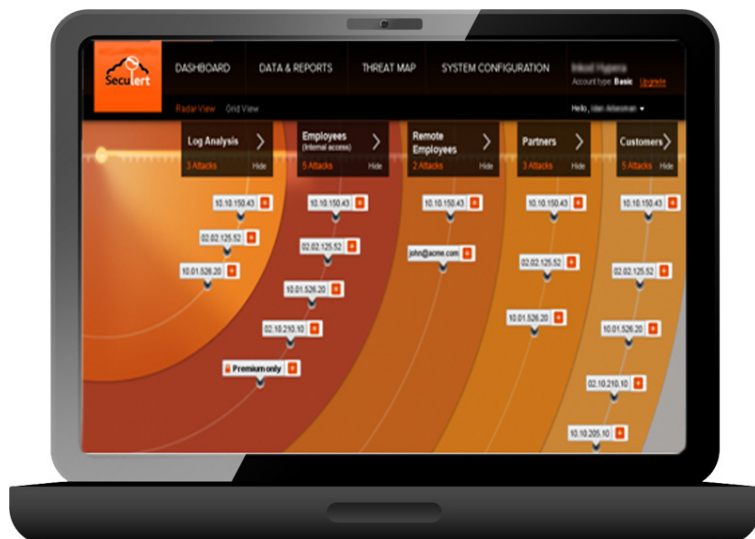 Seculert
DASHBOARD
DATA & REPORTS
THREAT MAP
SYSTEM CONFIGURATION
Account type: Basic Upgrade
Radar View Grid View
Hello,
Log Analysis
3 Attacks Hide
Employees
(Internal access)
5 Attacks Hide
Remote
Employees
2 Attacks Hide
Partners
3 Attacks Hide
Customers
5 Attacks Hide
10.10.150.43
02.02.125.52
10.01.526.20
10.10.150.43
02.02.125.52
10.01.526.20
02.10.210.10
Premium only
10.10.150.43
john@acme.com
10.10.150.43
02.02.125.52
10.01.526.20
10.10.150.43
02.02.125.52
10.01.526.20
02.10.210.10
10.10.205.10